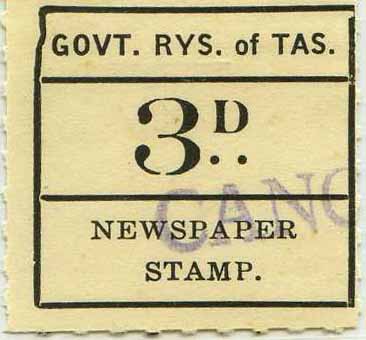 GOVT. RYS. of TAS.
3D..
CANC
NEWSPAPER
STAMP.